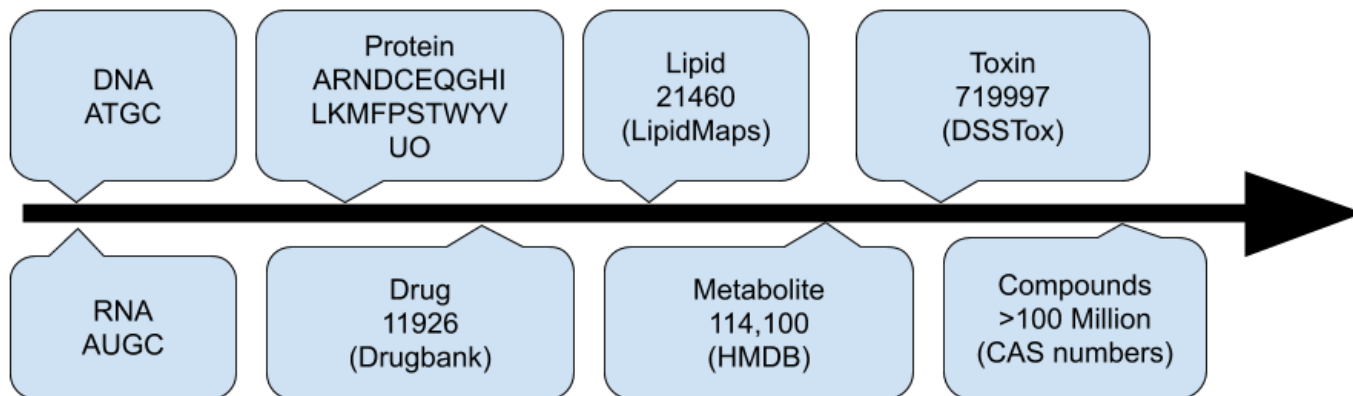 DNA
ATGC
Protein
ARNDCEQGHI
LKMFPSTWYV
UO
Lipid
21460
(LipidMaps)
Toxin
719997
(DSSTox)
RNA
AUGC
Drug
11926
(Drugbank)
Metabolite
114,100
(HMDB)
Compounds
>100 Million
(CAS numbers)